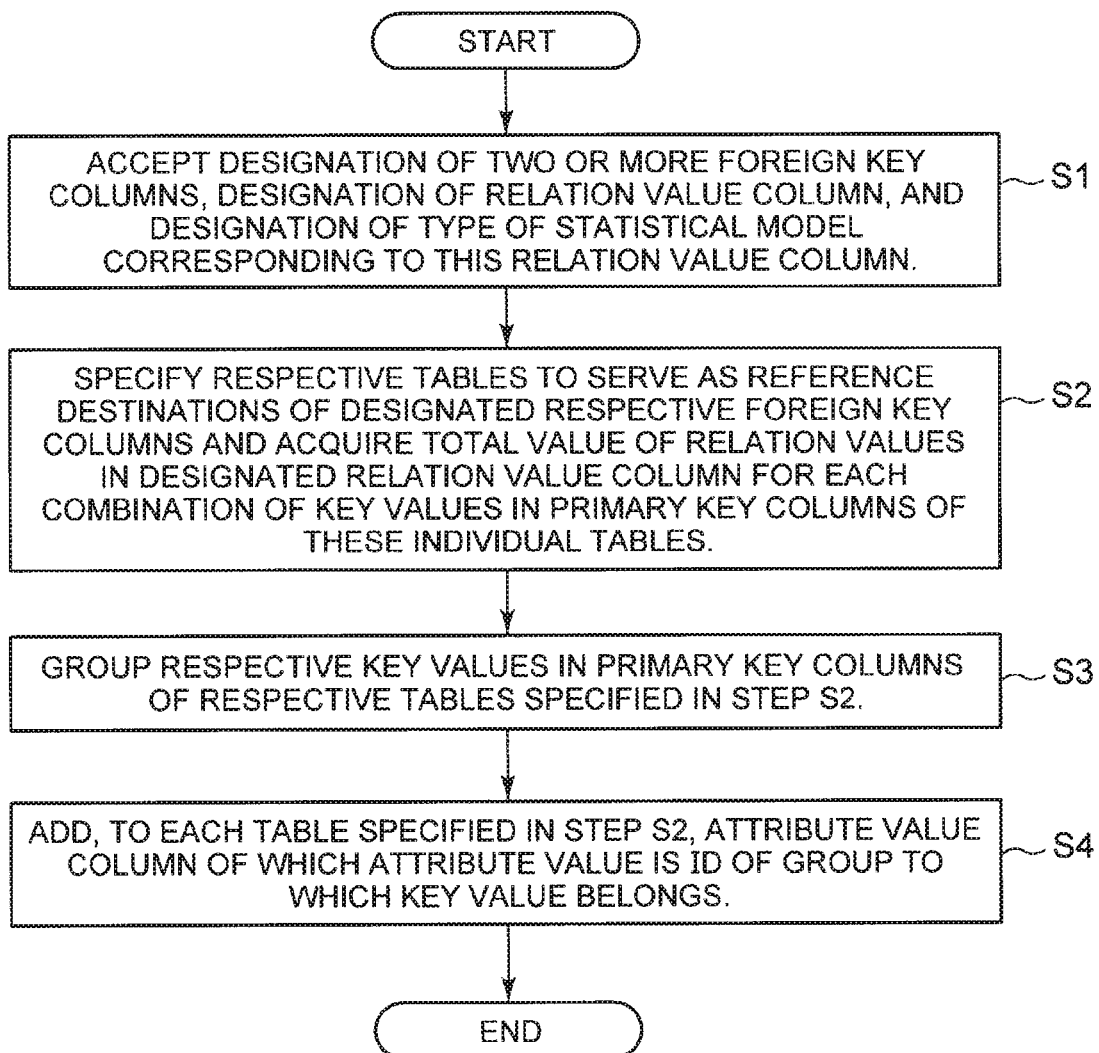 START
ACCEPT DESIGNATION OF TWO OR MORE FOREIGN KEY
COLUMNS, DESIGNATION OF RELATION VALUE COLUMN, AND
DESIGNATION OF TYPE OF STATISTICAL MODEL
CORRESPONDING TO THIS RELATION VALUE COLUMN.
S1
SPECIFY RESPECTIVE TABLES TO SERVE AS REFERENCE
DESTINATIONS OF DESIGNATED RESPECTIVE FOREIGN KEY
COLUMNS AND ACQUIRE TOTAL VALUE OF RELATION VALUES
IN DESIGNATED RELATION VALUE COLUMN FOR EACH
COMBINATION OF KEY VALUES IN PRIMARY KEY COLUMNS OF
THESE INDIVIDUAL TABLES.
S2
GROUP RESPECTIVE KEY VALUES IN PRIMARY KEY COLUMNS
OF RESPECTIVE TABLES SPECIFIED IN STEP S2.
S3
ADD, TO EACH TABLE SPECIFIED IN STEP S2, ATTRIBUTE VALUE
COLUMN OF WHICH ATTRIBUTE VALUE IS ID OF GROUP TO
WHICH KEY VALUE BELONGS.
S4
END